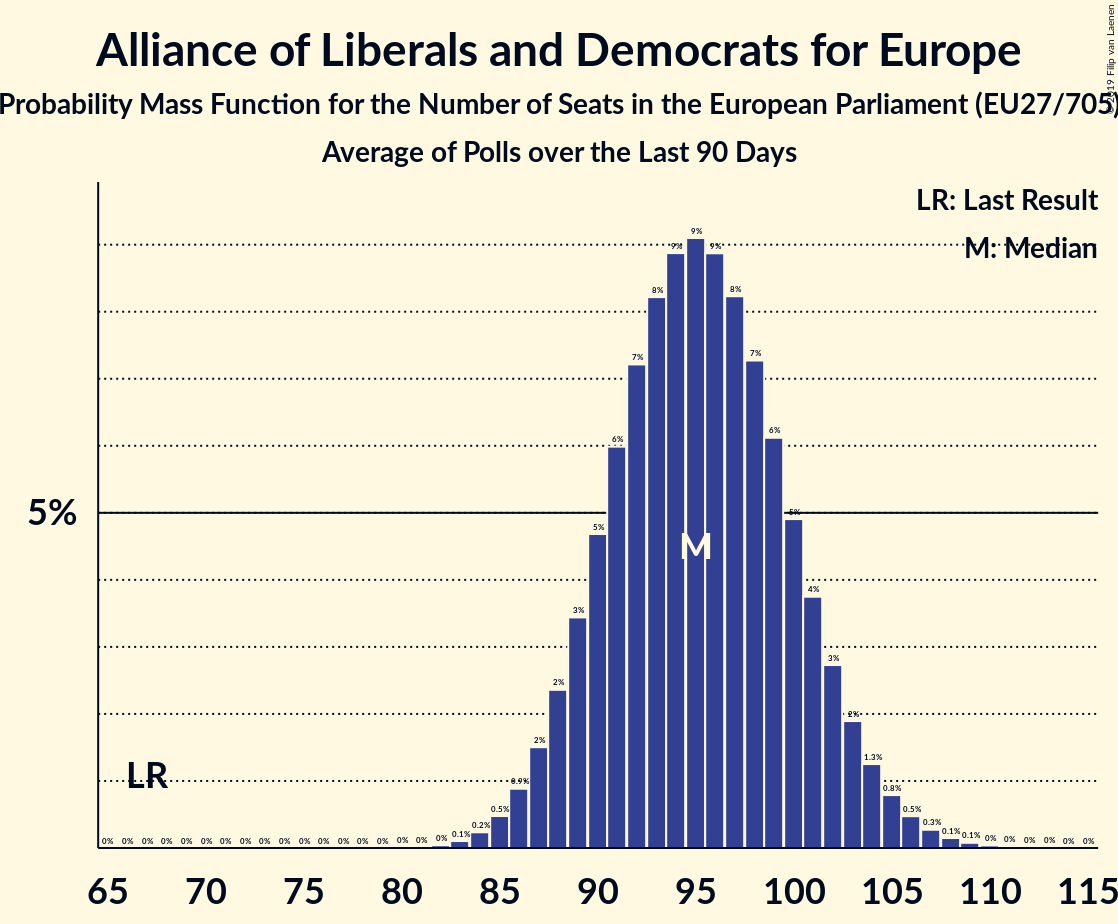 Alliance of Liberals and Democrats for Europe
Probability Mass Function for the Number of Seats in the European Parliament (EU27/705)
Average of Polls over the Last 90 Days
© 2019 Filip van Laenen
LR: Last Result
M: Median
5%
LR
M
0% 0% 0% 0% 0% 0% 0% 0% 0% 0% 0% 0% 0% 0% 0% 0% 0% 0% 0.1% 0.2% 0.5% 0.9% 2% 2% 3% 5% 6% 7% 8% 9% 9% 9% 8% 7% 6% 5% 4% 3% 2% 1.3% 0.8% 0.5% 0.3% 0.1% 0.1% 0% 0% 0% 0% 0% 0%
65 70 75 80 85 90 95 100 105 110 115